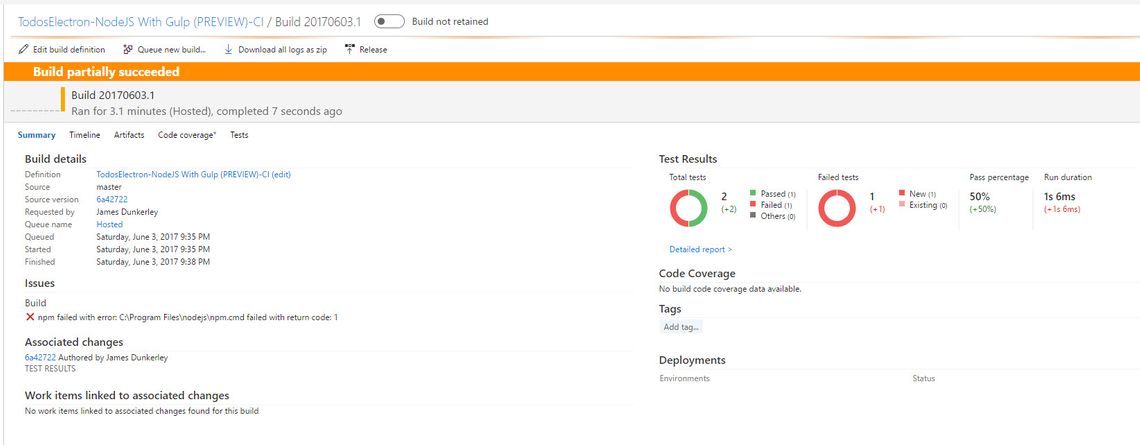 TodosElectron-NodeJS With Gulp (PREVIEW)-CI / Build 20170603.1 Build not retained
Edit build definition Queue new build... Download all logs as zip Release
Build partially succeeded
Build 20170603.1
Ran for 3.1 minutes (Hosted), completed 7 seconds ago
Summary Timeline Artifacts Code coverage* Tests
Build details
Definition TodosElectron-NodeJS With Gulp (PREVIEW)-CI (edit)
Source master
Source version 6a42722
Requested by James Dunkerley
Queue name Hosted
Queued Saturday, June 3, 2017 9:35 PM
Started Saturday, June 3, 2017 9:35 PM
Finished Saturday, June 3, 2017 9:38 PM
Issues
Build
npm failed with error: C:\Program Files\nodejs\npm.cmd failed with return code: 1
Associated changes
6a42722 Authored by James Dunkerley
TEST RESULTS
Work items linked to associated changes
No work items linked to associated changes found for this build
Test Results
Total tests Failed tests Pass percentage Run duration
2 Passed (1) 1 New (1) 50% 1s 6ms
(+2) Failed (1) (+1) Existing (0) (+50%) (+1s 6ms)
Others (0)
Detailed report >
Code Coverage
No build code coverage data available.
Tags
Add tag...
Deployments
Environments Status